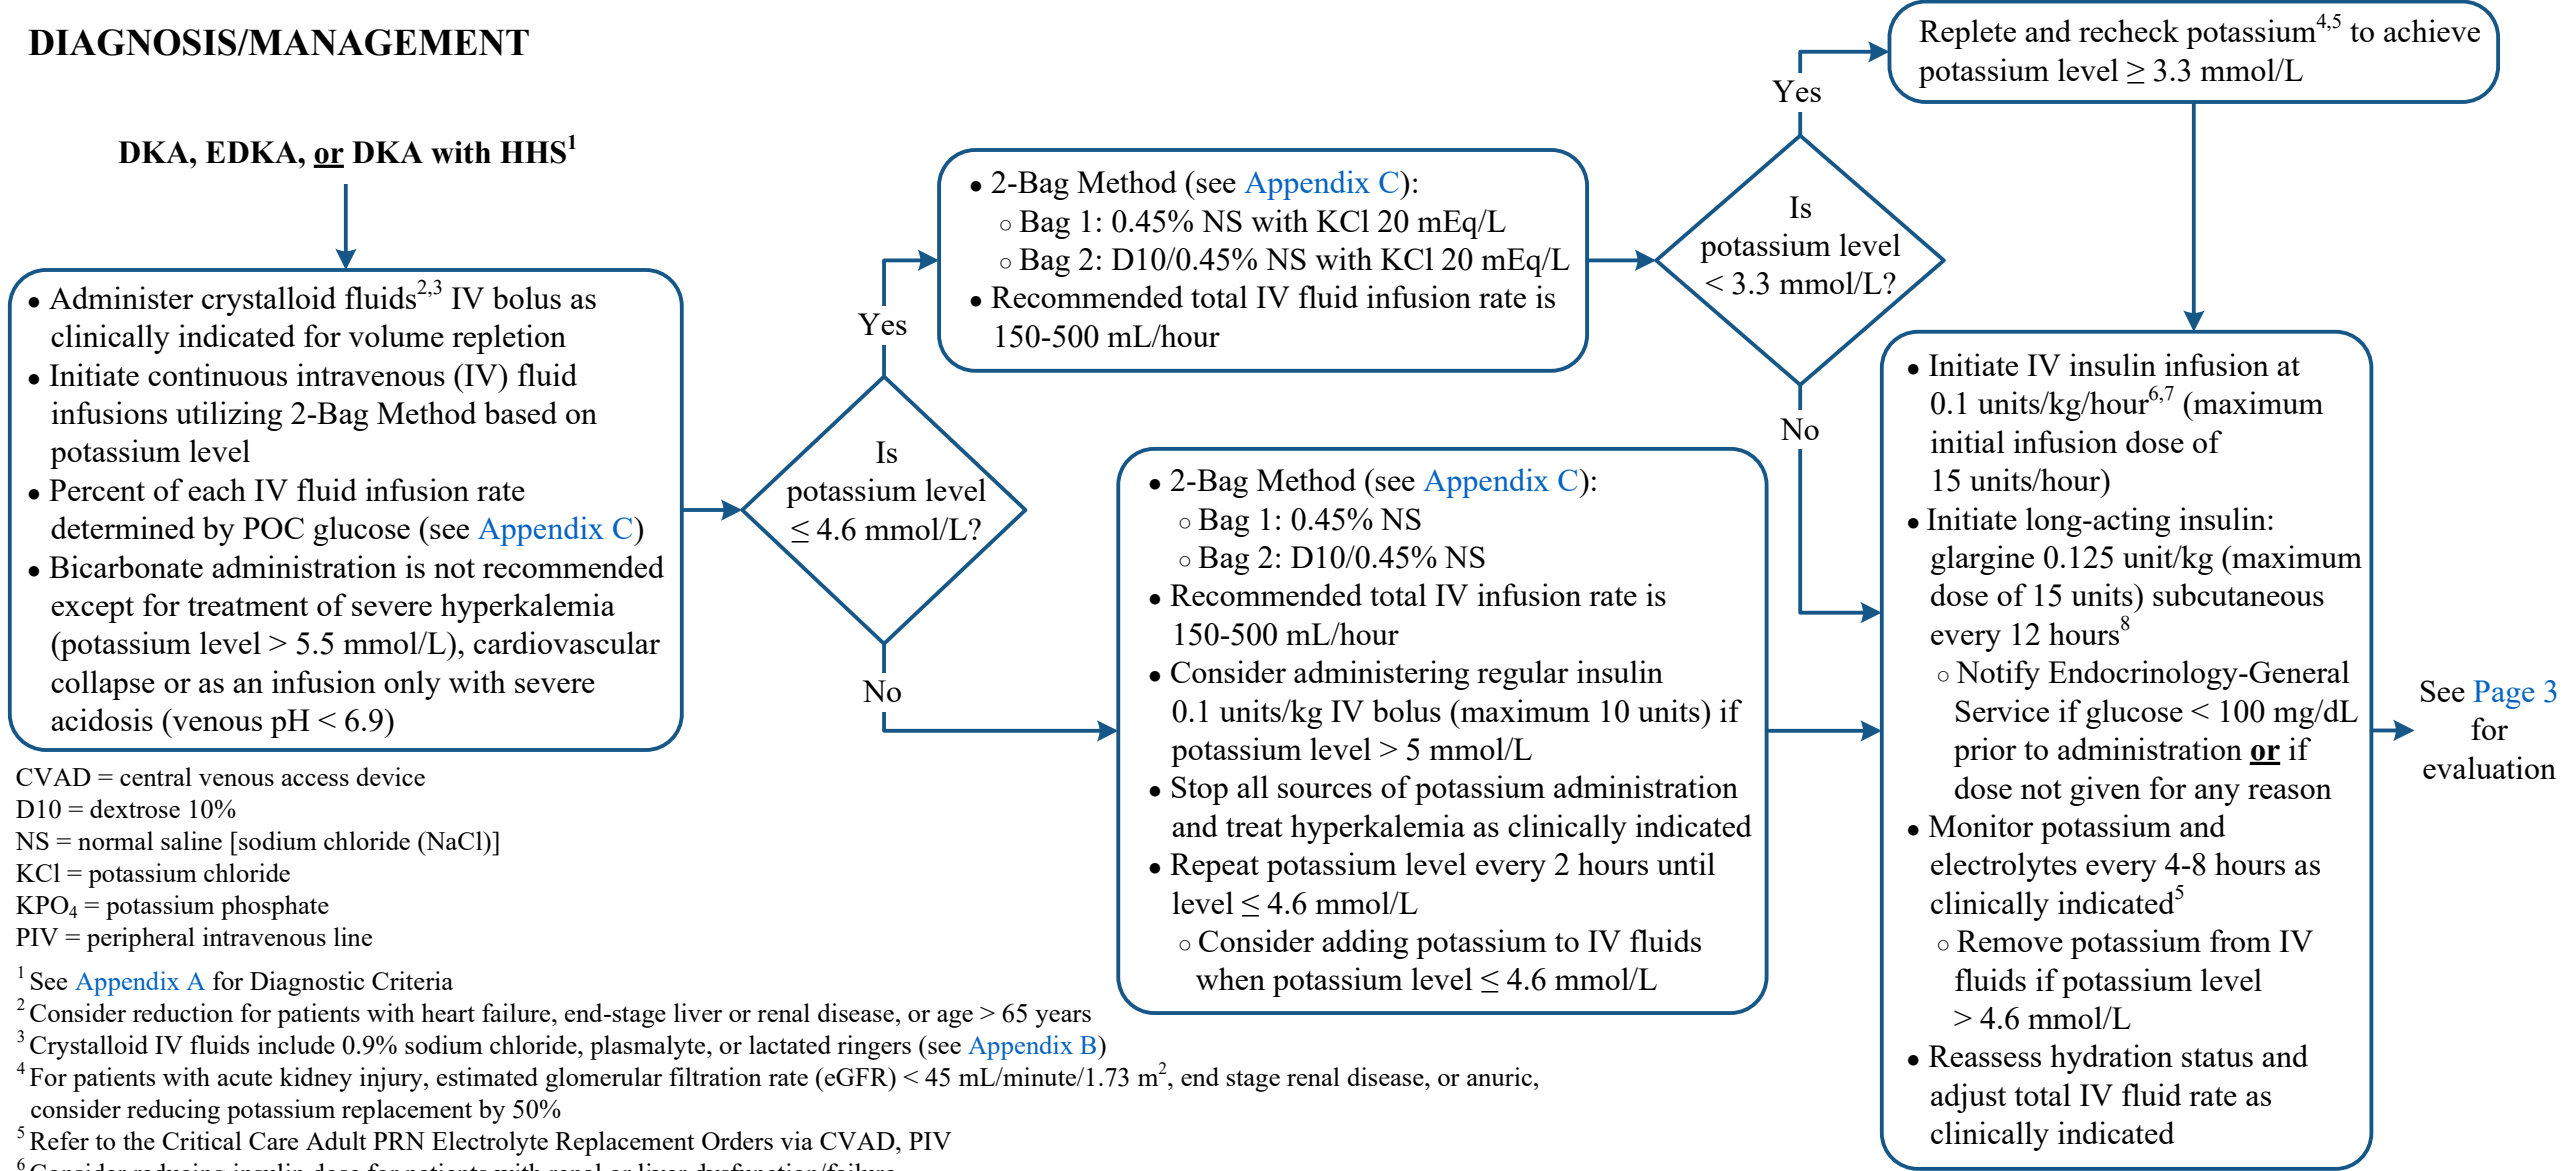 DIAGNOSIS/MANAGEMENT
DKA, EDKA, or DKA with HHS1
● Administer crystalloid fluids2,3 IV bolus as
clinically indicated for volume repletion
● Initiate continuous intravenous (IV) fluid
infusions utilizing 2-Bag Method based on
potassium level
● Percent of each IV fluid infusion rate
determined by POC glucose (see Appendix C)
● Bicarbonate administration is not recommended
except for treatment of severe hyperkalemia
(potassium level > 5.5 mmol/L), cardiovascular
collapse or as an infusion only with severe
acidosis (venous pH < 6.9)
Is
potassium level
≤ 4.6 mmol/L?
Yes
● 2-Bag Method (see Appendix C):
○ Bag 1: 0.45% NS with KCl 20 mEq/L
○ Bag 2: D10/0.45% NS with KCl 20 mEq/L
● Recommended total IV fluid infusion rate is
150-500 mL/hour
Is
potassium level
< 3.3 mmol/L?
Yes
Replete and recheck potassium4,5 to achieve
potassium level ≥ 3.3 mmol/L
No
No
● 2-Bag Method (see Appendix C):
○ Bag 1: 0.45% NS
○ Bag 2: D10/0.45% NS
● Recommended total IV infusion rate is
150-500 mL/hour
● Consider administering regular insulin
0.1 units/kg IV bolus (maximum 10 units) if
potassium level > 5 mmol/L
● Stop all sources of potassium administration
and treat hyperkalemia as clinically indicated
● Repeat potassium level every 2 hours until
level ≤ 4.6 mmol/L
○ Consider adding potassium to IV fluids
when potassium level ≤ 4.6 mmol/L
● Initiate IV insulin infusion at
0.1 units/kg/hour6,7 (maximum
initial infusion dose of
15 units/hour)
● Initiate long-acting insulin:
glargine 0.125 unit/kg (maximum
dose of 15 units) subcutaneous
every 12 hours8
○ Notify Endocrinology-General
Service if glucose < 100 mg/dL
prior to administration or if
dose not given for any reason
● Monitor potassium and
electrolytes every 4-8 hours as
clinically indicated5
○ Remove potassium from IV
fluids if potassium level
> 4.6 mmol/L
● Reassess hydration status and
adjust total IV fluid rate as
clinically indicated
See Page 3
for
evaluation
CVAD = central venous access device
D10 = dextrose 10%
NS = normal saline [sodium chloride (NaCl)]
KCl = potassium chloride
KPO4 = potassium phosphate
PIV = peripheral intravenous line
1 See Appendix A for Diagnostic Criteria
2 Consider reduction for patients with heart failure, end-stage liver or renal disease, or age > 65 years
3 Crystalloid IV fluids include 0.9% sodium chloride, plasmalyte, or lactated ringers (see Appendix B)
4 For patients with acute kidney injury, estimated glomerular filtration rate (eGFR) < 45 mL/minute/1.73 m2, end stage renal disease, or anuric,
consider reducing potassium replacement by 50%
5 Refer to the Critical Care Adult PRN Electrolyte Replacement Orders via CVAD, PIV
6 Consider reducing insulin dose for patients with renal or liver dysfunction/failure